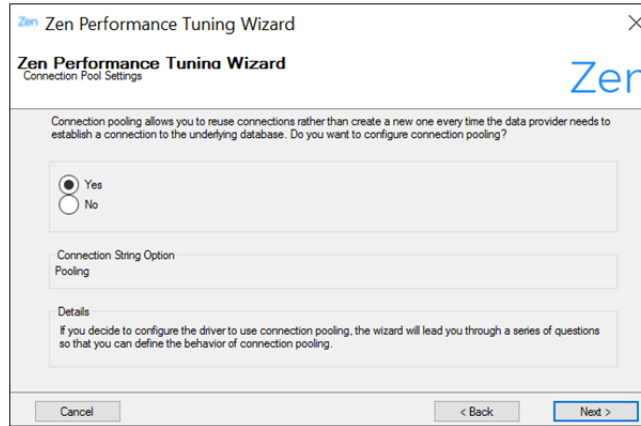 Zen Zen Performance Tuning Wizard
Zen Performance Tuning Wizard
Connection Pool Settings
Zen
Connection pooling allows you to reuse connections rather than create a new one every time the data provider needs to
establish a connection to the underlying database. Do you want to configure connection pooling?
Yes
No
Connection String Option
Pooling
Details
If you decide to configure the driver to use connection pooling, the wizard will lead you through a series of questions
so that you can define the behavior of connection pooling.
Cancel
< Back
Next >